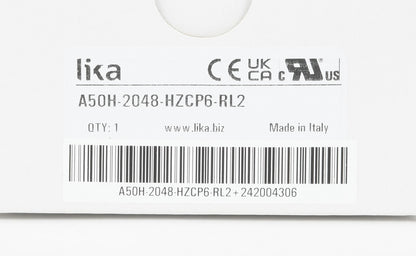 lika CE UK CA c RU US
A50H-2048-HZCP6-RL2
QTY: 1 www.lika.biz Made in Italy
A50H-2048-HZCP6-RL2+242004306